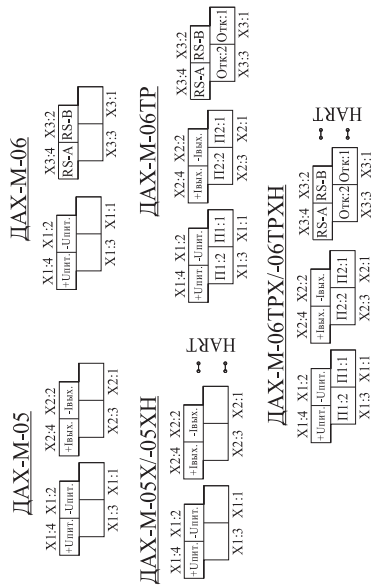 ДАХ-М-05 ДАХ-М-06
X1:4 X1:2 X2:4 X2:2 X1:4 X1:2 X3:4 X3:2
+Uпит. -Uпит. +Iвых. -Iвых. +Uпит. -Uпит. RS-A RS-B
X1:3 X1:1 X2:3 X2:1 X1:3 X1:1 X3:3 X3:1
ДАХ-М-05Х/-05ХН ДАХ-М-06ТР
X1:4 X1:2 X2:4 X2:2 HART X1:4 X1:2 X2:4 X2:2 X3:4 X3:2
+Uпит. -Uпит. +Iвых. -Iвых. +Uпит. -Uпит. +Iвых. -Iвых. RS-A RS-B
П1:2 П1:1 П2:2 П2:1 Отк:2 Отк:1
X1:3 X1:1 X2:3 X2:1 X1:3 X1:1 X2:3 X2:1 X3:3 X3:1
ДАХ-М-06ТРХ/-06ТРХН
X1:4 X1:2 X2:4 X2:2 X3:4 X3:2
+Uпит. -Uпит. +Iвых. -Iвых. RS-A RS-B
П1:2 П1:1 П2:2 П2:1 Отк:2 Отк:1
X1:3 X1:1 X2:3 X2:1 X3:3 X3:1
HART